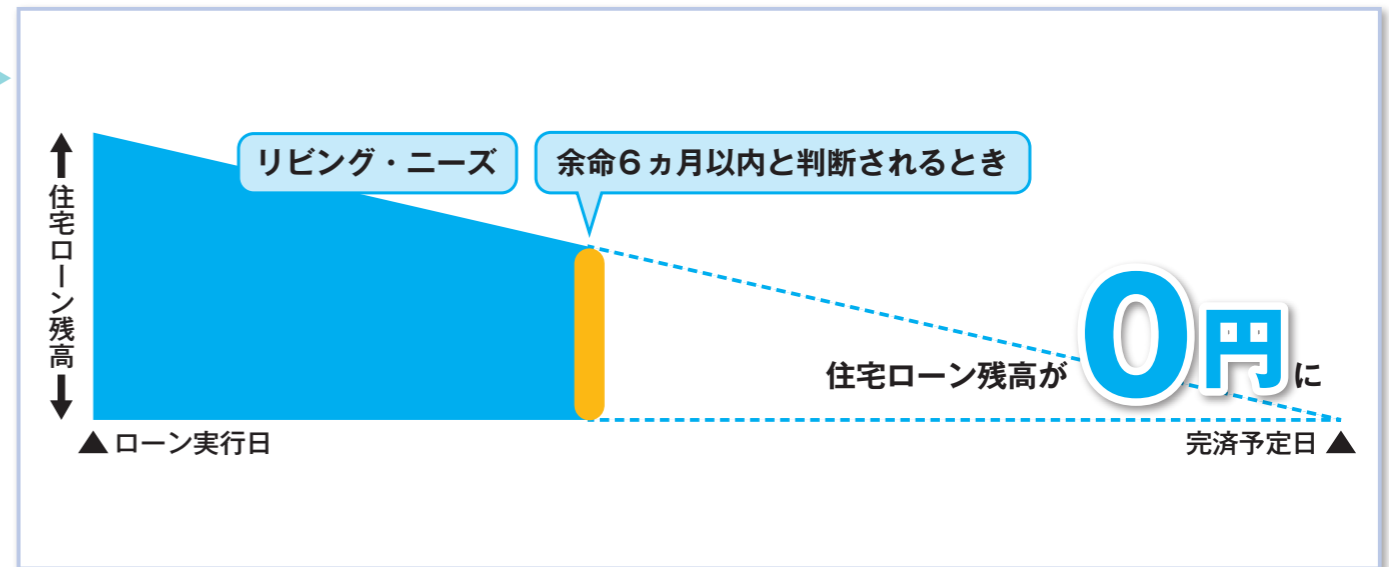 リビング・ニーズ
余命6ヵ月以内と判断されるとき
住宅ローン残高
住宅ローン残高が0円に
▲ローン実行日
完済予定日▲